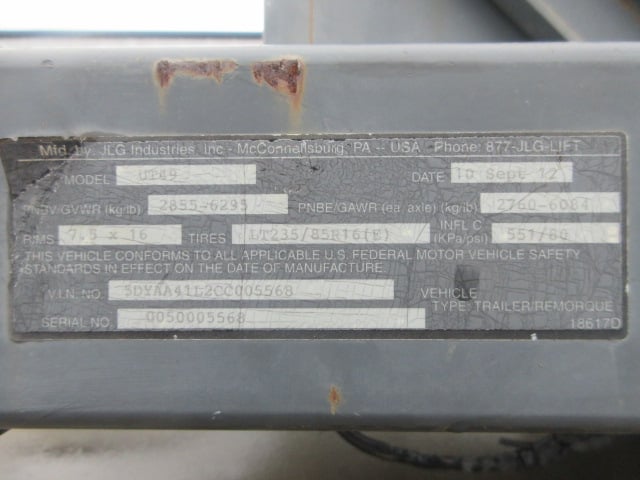 Mfd. by JLG Industries, Inc - McConnellsburg, PA -- USA Phone: 877-JLG-LIFT
MODEL DATE 10 Sept 12
GVWR (kg/lb) 2855-6295 PNBE/GAWR (ea. axle) (kg/lb) 2760-6084
RIMS 7.5 x 16 TIRES LT235/85R16(E) INFL C (KPa/psi) 551/80
THIS VEHICLE CONFORMS TO ALL APPLICABLE U.S. FEDERAL MOTOR VEHICLE SAFETY
STANDARDS IN EFFECT ON THE DATE OF MANUFACTURE.
V.I.N. NO. 5DYAA41L2CC005568 VEHICLE
TYPE: TRAILER/REMORQUE
SERIAL NO. 0050005568 18617D